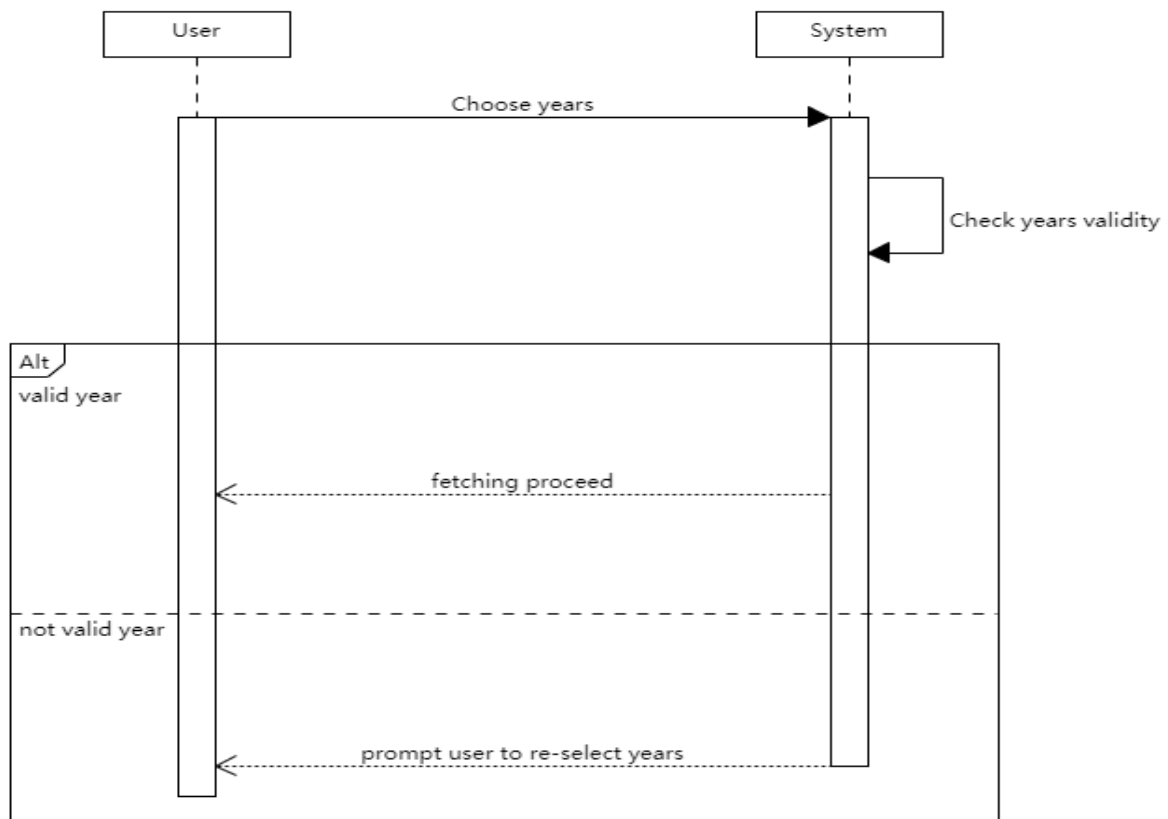 User
System
Choose years
Check years validity
Alt
valid year
fetching proceed
not valid year
prompt user to re-select years